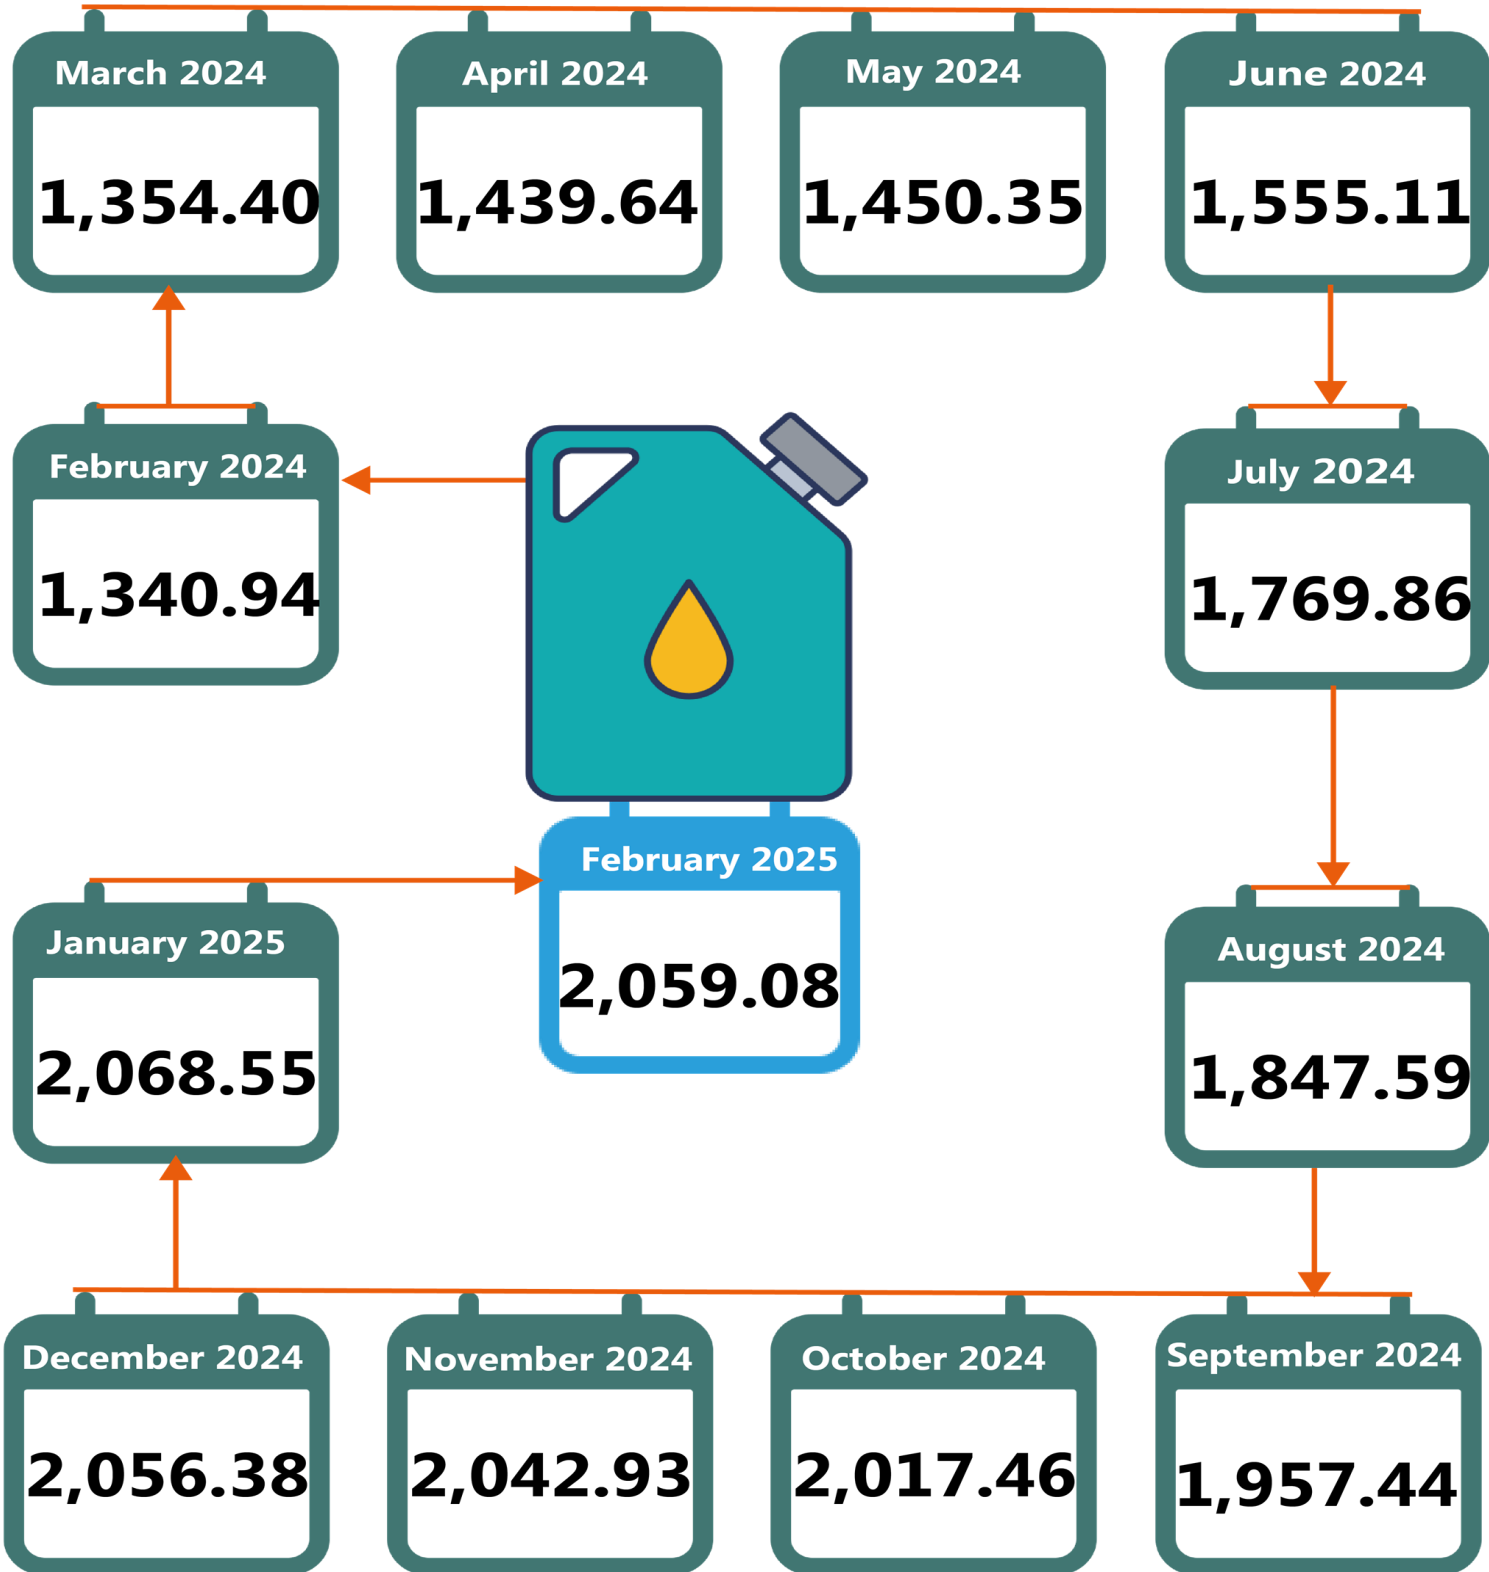 March 2024
1,354.40
April 2024
1,439.64
May 2024
1,450.35
June 2024
1,555.11
February 2024
1,340.94
July 2024
1,769.86
January 2025
2,068.55
February 2025
2,059.08
August 2024
1,847.59
December 2024
2,056.38
November 2024
2,042.93
October 2024
2,017.46
September 2024
1,957.44